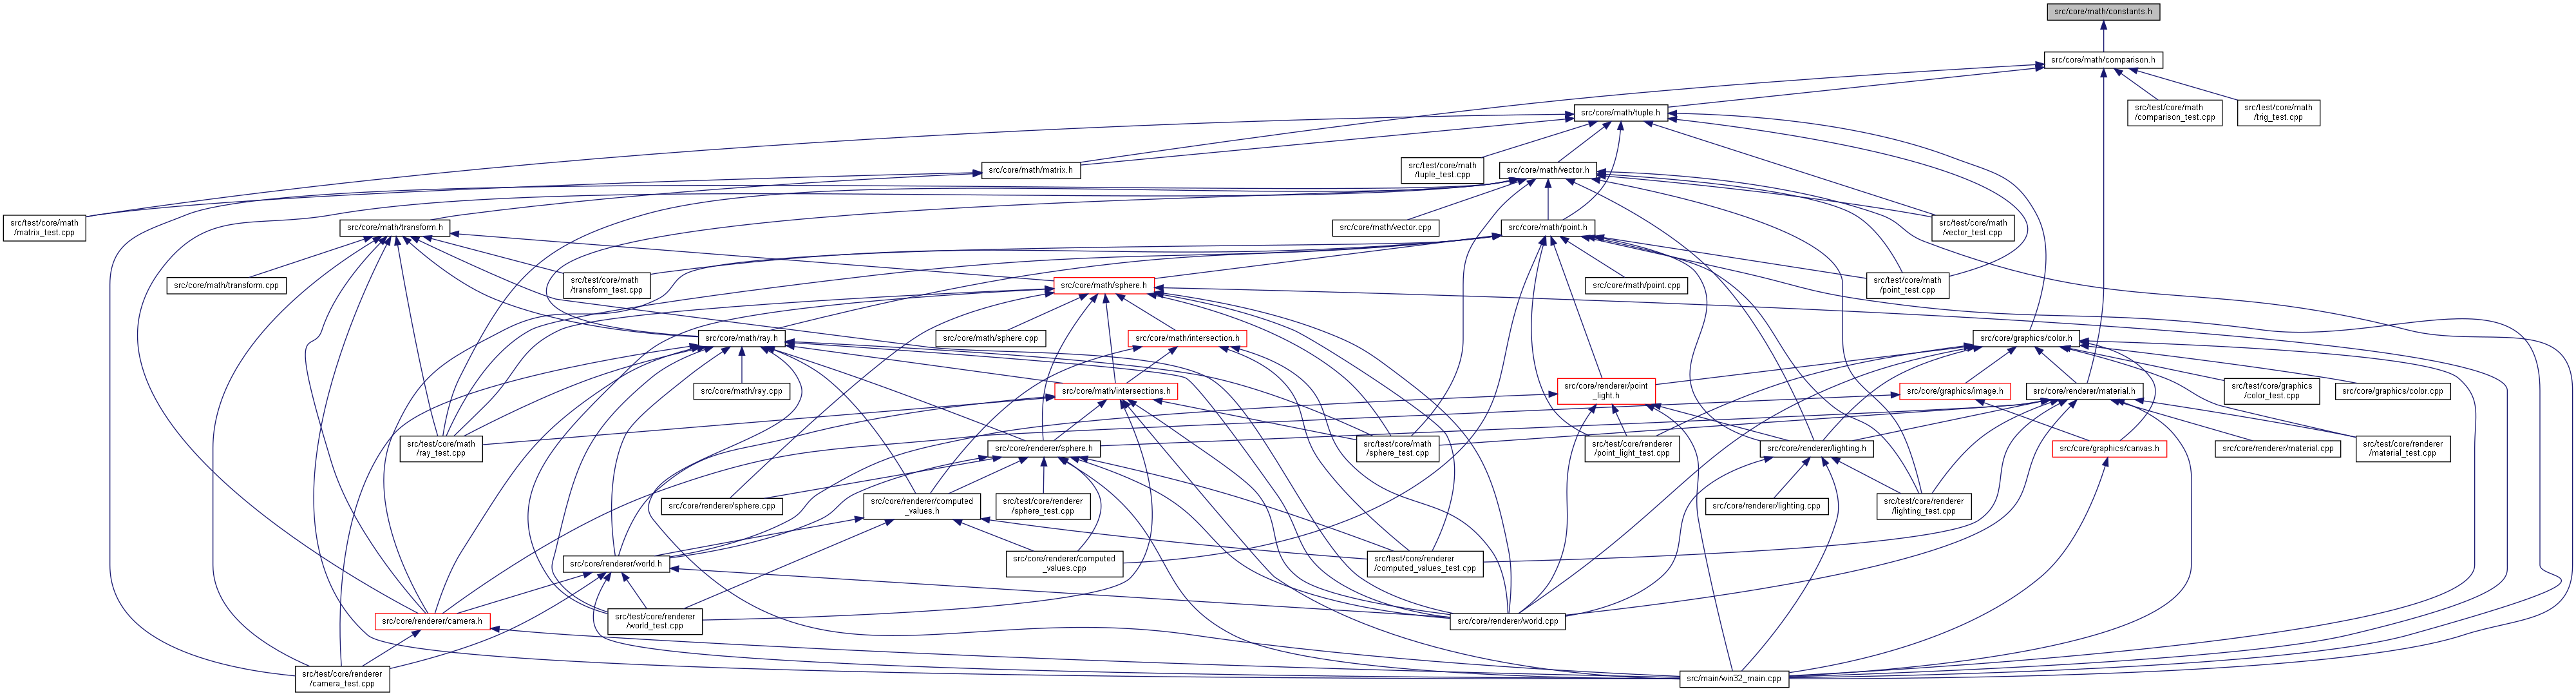 src/core/math/constants.h
src/core/math/comparison.h
src/core/math/tuple.h
src/test/core/math
/comparison_test.cpp
src/test/core/math
/trig_test.cpp
src/core/math/matrix.h
src/test/core/math
/tuple_test.cpp
src/core/math/vector.h
src/test/core/math
/matrix_test.cpp
src/core/math/transform.h
src/core/math/vector.cpp
src/core/math/point.h
src/test/core/math
/vector_test.cpp
src/core/math/transform.cpp
src/test/core/math
/transform_test.cpp
src/core/math/sphere.h
src/core/math/point.cpp
src/test/core/math
/point_test.cpp
src/core/math/ray.h
src/core/math/sphere.cpp
src/core/math/intersection.h
src/core/graphics/color.h
src/core/math/ray.cpp
src/core/math/intersections.h
src/core/renderer/point
_light.h
src/core/graphics/image.h
src/core/renderer/material.h
src/test/core/graphics
/color_test.cpp
src/core/graphics/color.cpp
src/test/core/math
/ray_test.cpp
src/core/renderer/sphere.h
src/test/core/math
/sphere_test.cpp
src/test/core/renderer
/point_light_test.cpp
src/core/renderer/lighting.h
src/core/graphics/canvas.h
src/core/renderer/material.cpp
src/test/core/renderer
/material_test.cpp
src/core/renderer/sphere.cpp
src/core/renderer/computed
_values.h
src/test/core/renderer
/sphere_test.cpp
src/core/renderer/lighting.cpp
src/test/core/renderer
/lighting_test.cpp
src/core/renderer/world.h
src/core/renderer/computed
_values.cpp
src/test/core/renderer
/computed_values_test.cpp
src/core/renderer/camera.h
src/test/core/renderer
/world_test.cpp
src/core/renderer/world.cpp
src/test/core/renderer
/camera_test.cpp
src/main/win32_main.cpp